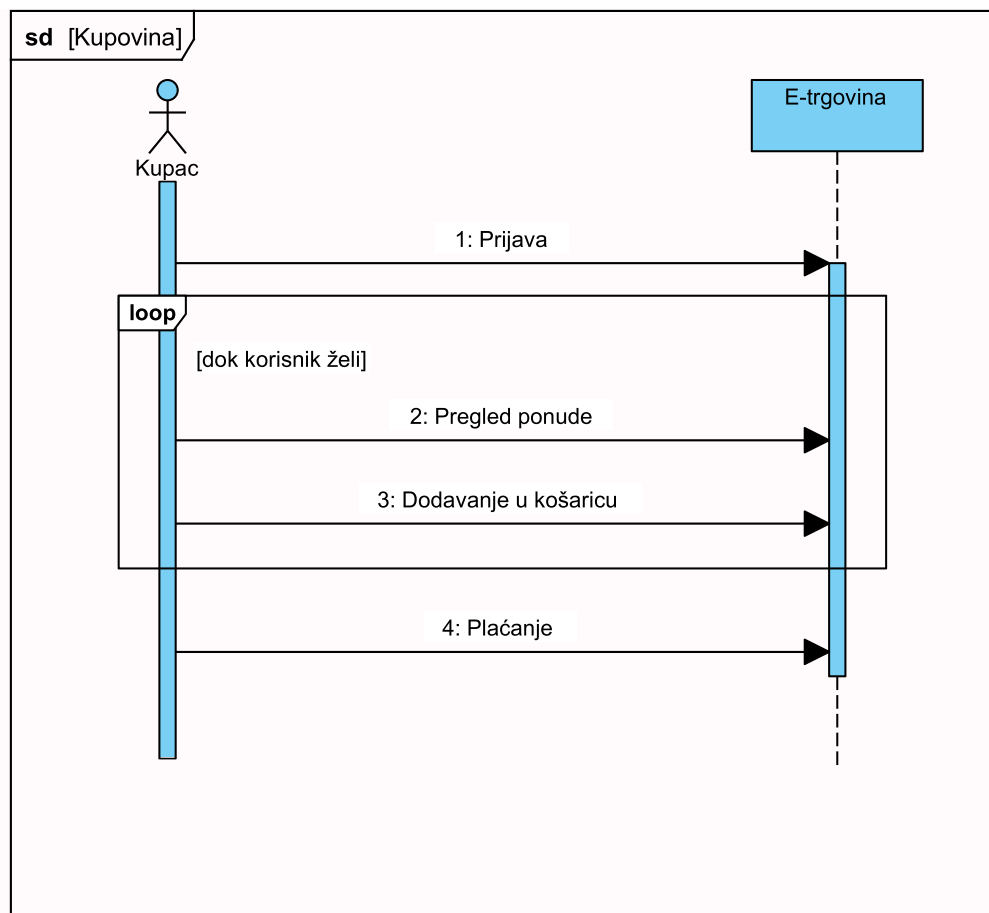 sd [Kupovina]
E-trgovina
Kupac
1: Prijava
loop
[dok korisnik želi]
2: Pregled ponude
3: Dodavanje u košaricu
4: Plaćanje